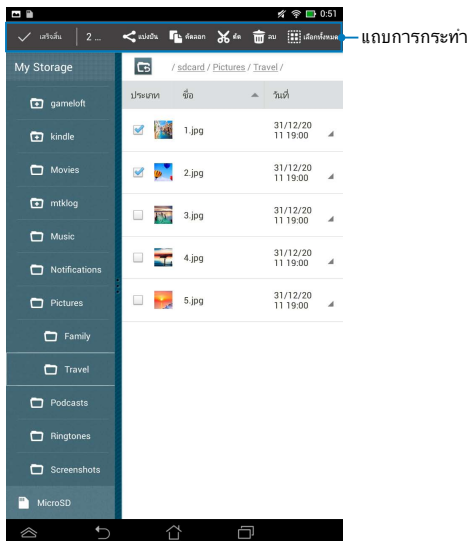 0:51
เสร็จสิ้น 2 ... แบ่งปัน คัดลอก ตัด ลบ เลือกทั้งหมด
แถบการกระทำ
My Storage
/ sdcard / Pictures / Travel /
ประเภท ชื่อ วันที่
gameloft
kindle
Movies
mtklog
Music
Notifications
Pictures
Family
Travel
Podcasts
Ringtones
Screenshots
MicroSD
1.jpg 31/12/20
11 19:00
2.jpg 31/12/20
11 19:00
3.jpg 31/12/20
11 19:00
4.jpg 31/12/20
11 19:00
5.jpg 31/12/20
11 19:00